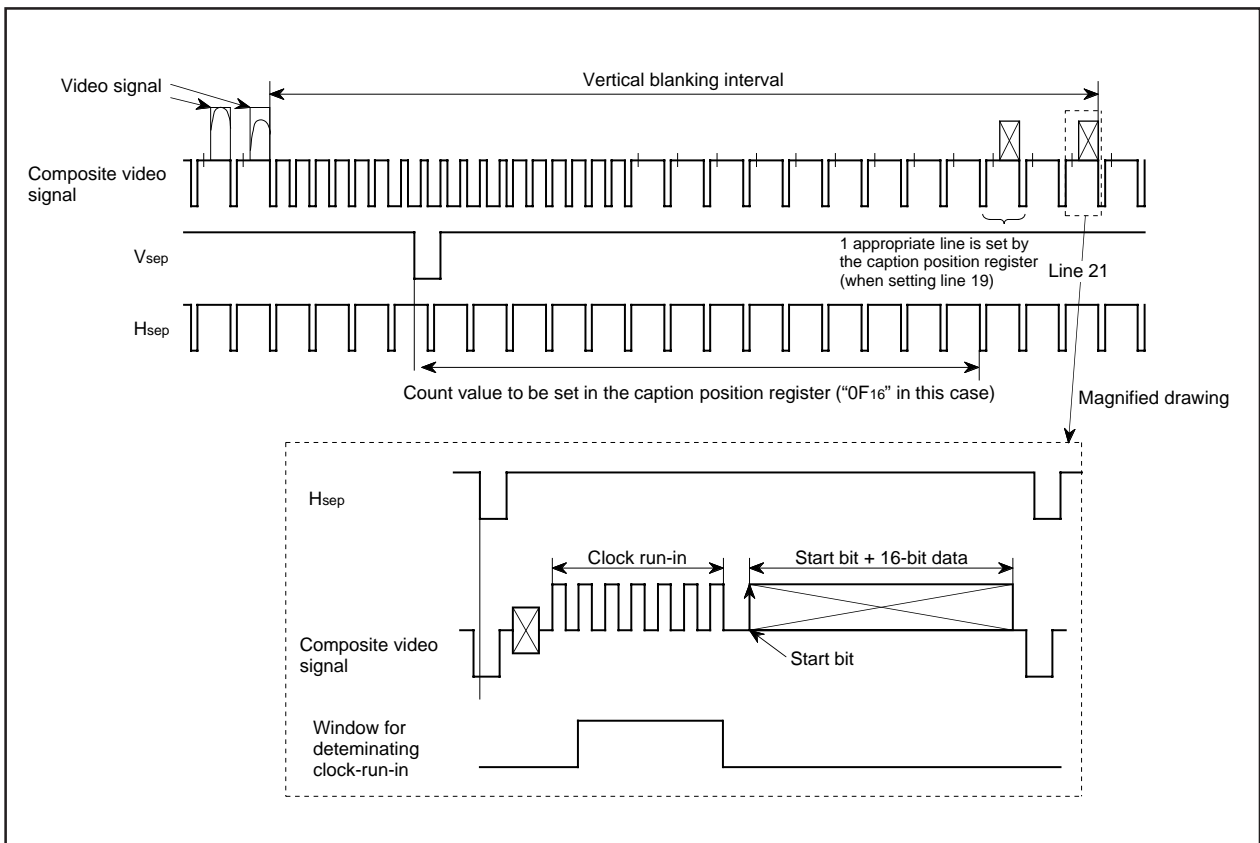 Video signal
Vertical blanking interval
Composite video
signal
Vsep
1 appropriate line is set by
the caption position register
(when setting line 19)
Line 21
Hsep
Count value to be set in the caption position register (“0F16” in this case)
Magnified drawing
Hsep
Clock run-in
Start bit + 16-bit data
Composite video
signal
Start bit
Window for
deteminating
clock-run-in